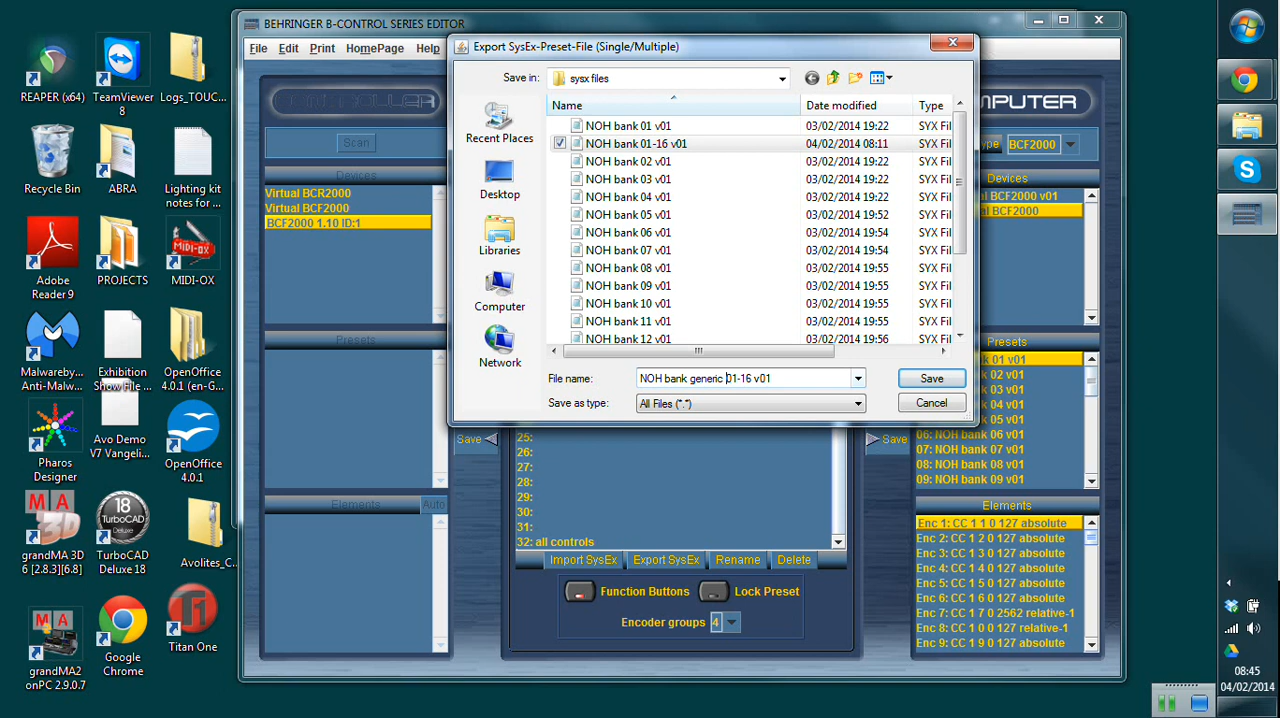 REAPER (x64)
TeamViewer
8
Logs_TOUC...
Recycle Bin
ABRA
Lighting kit
notes for ...
Adobe
Reader 9
PROJECTS
MIDI-OX
Malwareby...
Anti-Malw...
Exhibition
Show File ...
OpenOffice
4.0.1 (en-G...
Pharos
Designer
Avo Demo
V7 Vangeli...
OpenOffice
4.0.1
grandMA 3D
6 [2.8.3][6.8]
TurboCAD
Deluxe 18
Avolites_C...
grandMA2
onPC 2.9.0.7
Google
Chrome
Titan One
BEHRINGER B-CONTROL SERIES EDITOR
File Edit Print HomePage Help
Scan
Devices
Virtual BCR2000
Virtual BCF2000
BCF2000 1.10 ID:1
Presets
Elements Auto
Export SysEx-Preset-File (Single/Multiple)
Save in: sysx files
Recent Places
Desktop
Libraries
Computer
Network
Name Date modified Type
NOH bank 01 v01 03/02/2014 19:22 SYX Fil
NOH bank 01-16 v01 04/02/2014 08:11 SYX Fil
NOH bank 02 v01 03/02/2014 19:22 SYX Fil
NOH bank 03 v01 03/02/2014 19:22 SYX Fil
NOH bank 04 v01 03/02/2014 19:22 SYX Fil
NOH bank 05 v01 03/02/2014 19:52 SYX Fil
NOH bank 06 v01 03/02/2014 19:54 SYX Fil
NOH bank 07 v01 03/02/2014 19:54 SYX Fil
NOH bank 08 v01 03/02/2014 19:55 SYX Fil
NOH bank 09 v01 03/02/2014 19:55 SYX Fil
NOH bank 10 v01 03/02/2014 19:55 SYX Fil
NOH bank 11 v01 03/02/2014 19:55 SYX Fil
NOH bank 12 v01 03/02/2014 19:56 SYX Fil
File name: NOH bank generic 01-16 v01 Save
Save as type: All Files (*.*) Cancel
Save
25:
26:
27:
28:
29:
30:
31:
32: all controls
Import SysEx Export SysEx Rename Delete
Function Buttons Lock Preset
Encoder groups 4
Save
MPUTER
ype BCF2000
Devices
al BCF2000 v01
al BCF2000
Presets
k 01 v01
k 02 v01
k 03 v01
k 04 v01
k 05 v01
06: NOH bank 06 v01
07: NOH bank 07 v01
08: NOH bank 08 v01
09: NOH bank 09 v01
Elements
Enc 1: CC 1 1 0 127 absolute
Enc 2: CC 1 2 0 127 absolute
Enc 3: CC 1 3 0 127 absolute
Enc 4: CC 1 4 0 127 absolute
Enc 5: CC 1 5 0 127 absolute
Enc 6: CC 1 6 0 127 absolute
Enc 7: CC 1 7 0 2562 relative-1
Enc 8: CC 1 0 0 127 relative-1
Enc 9: CC 1 9 0 127 absolute
08:45
04/02/2014